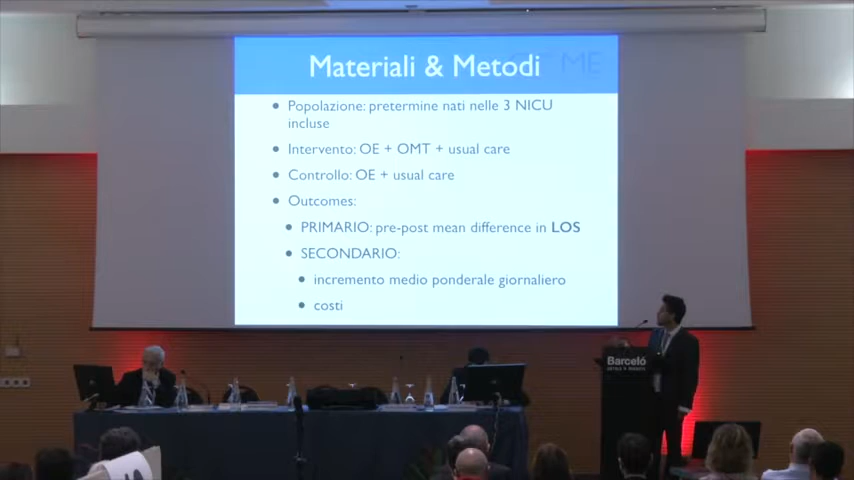 Materiali & Metodi
• Popolazione: pretermine nati nelle 3 NICU
incluse
• Intervento: OE + OMT + usual care
• Controllo: OE + usual care
• Outcomes:
• PRIMARIO: pre-post mean difference in LOS
• SECONDARIO:
• incremento medio ponderale giornaliero
• costi
Barceló